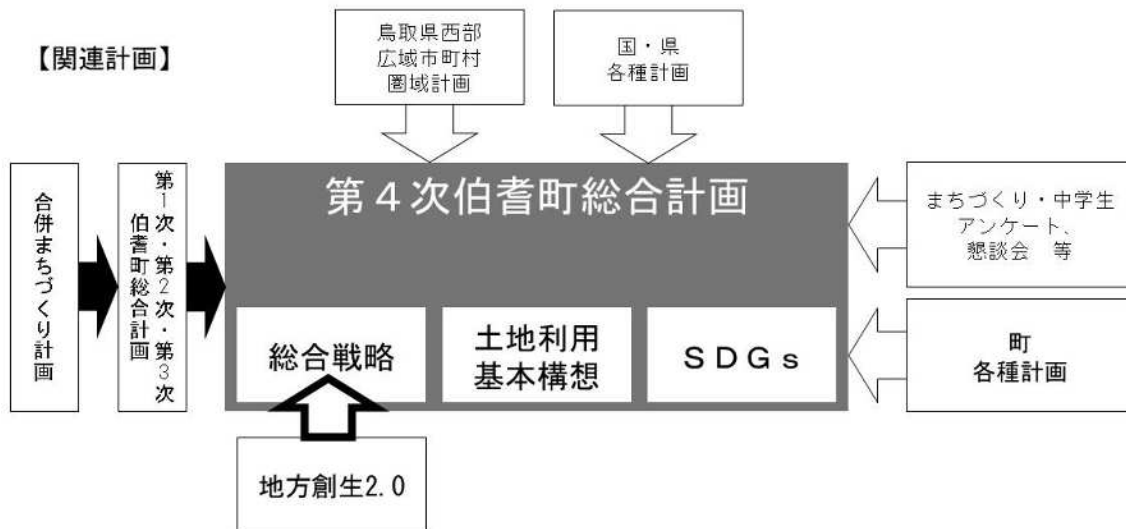 【関連計画】
鳥取県西部
広域市町村
圏域計画
国・県
各種計画
合併まちづくり計画
第1次・第2次・第3次
伯耆町総合計画
第４次伯耆町総合計画
総合戦略
土地利用
基本構想
ＳＤＧｓ
まちづくり・中学生
アンケート、
懇談会　等
町
各種計画
地方創生2.0